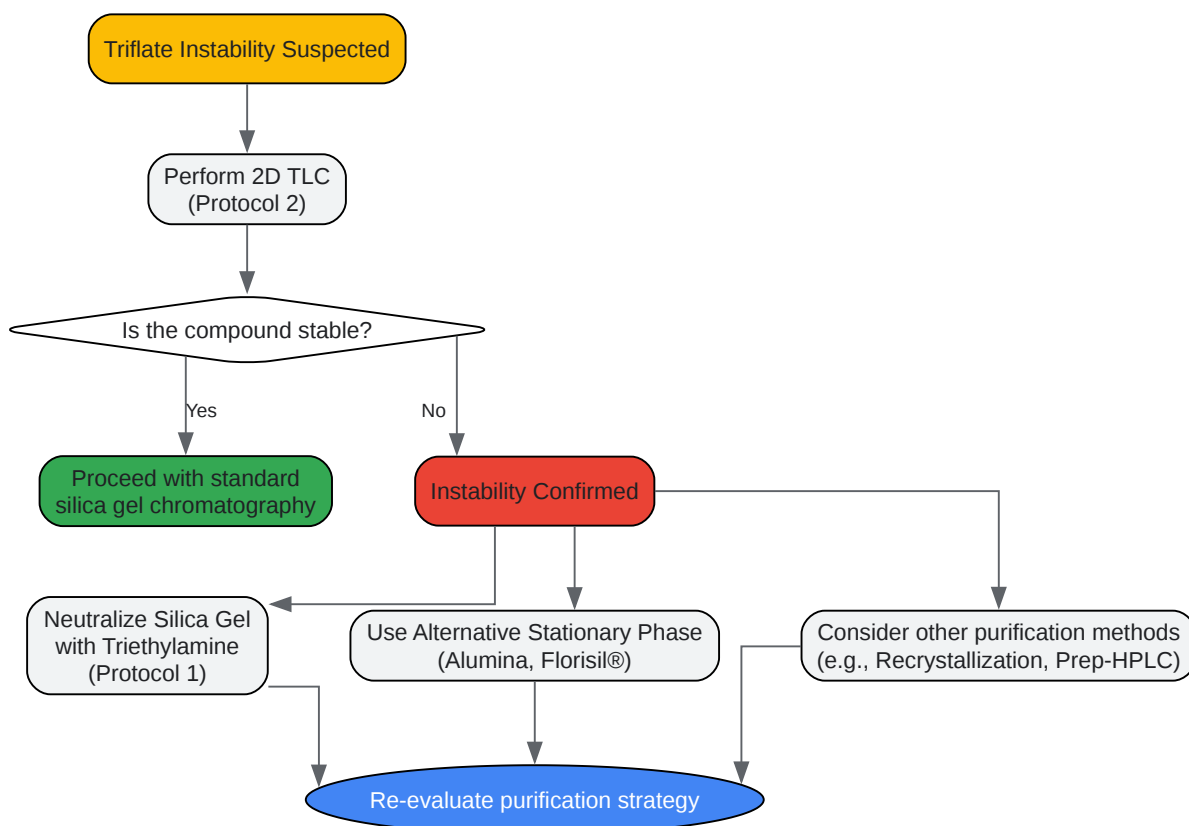 Triflate Instability Suspected
Perform 2D TLC
(Protocol 2)
Is the compound stable?
Yes
No
Proceed with standard
silica gel chromatography
Instability Confirmed
Neutralize Silica Gel
with Triethylamine
(Protocol 1)
Use Alternative Stationary Phase
(Alumina, Florisil®)
Consider other purification methods
(e.g., Recrystallization, Prep-HPLC)
Re-evaluate purification strategy